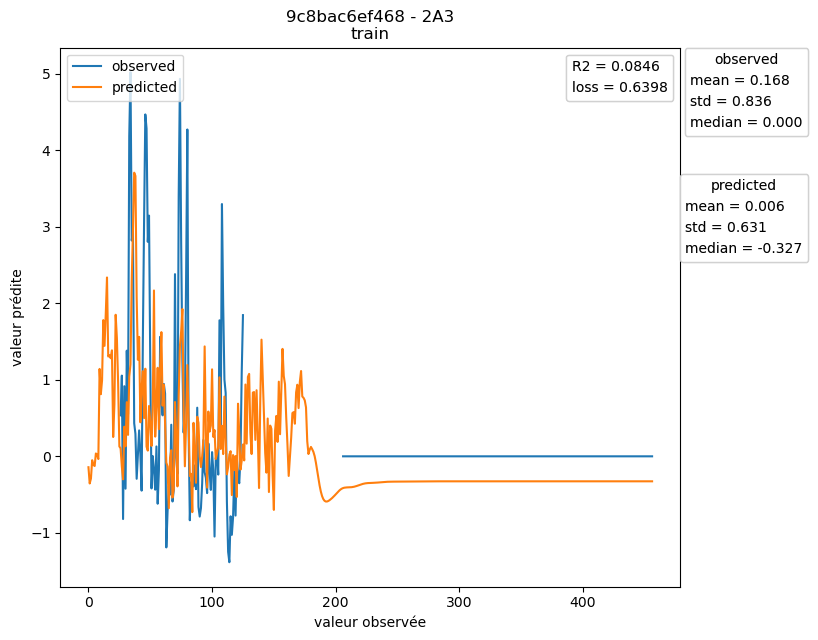 9c8bac6ef468 - 2A3
train
observed
predicted
R2 = 0.0846
loss = 0.6398
observed
mean = 0.168
std = 0.836
median = 0.000
predicted
mean = 0.006
std = 0.631
median = -0.327
valeur prédite
5
4
3
2
1
0
−1
0
100
200
300
400
valeur observée